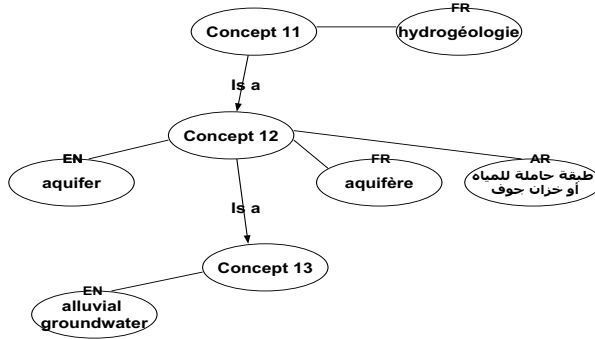 FR
Concept 11
hydrogéologie
Is a
Concept 12
EN
aquifer
FR
aquifère
AR
طبقة حاملة للمياه
أو خزان جوف
Is a
Concept 13
EN
alluvial
groundwater